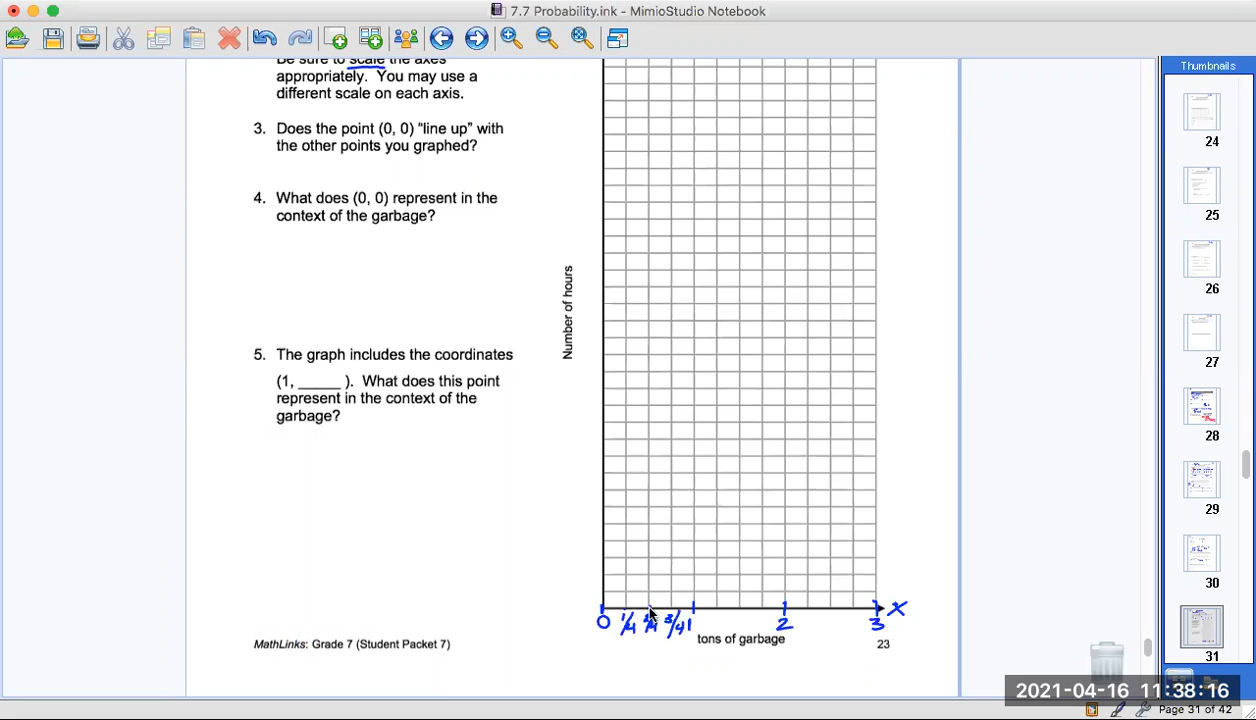 7.7 Probability.ink - MimioStudio Notebook
Thumbnails
Be sure to scale the axes
appropriately. You may use a
different scale on each axis.
3. Does the point (0, 0) “line up” with
the other points you graphed?
4. What does (0, 0) represent in the
context of the garbage?
5. The graph includes the coordinates
(1, _____ ). What does this point
represent in the context of the
garbage?
Number of hours
0 1/4 2/4 3/4 1 2 3 x
tons of garbage
MathLinks: Grade 7 (Student Packet 7)
23
24
25
26
27
28
29
30
31
2021-04-16 11:38:16
Page 31 of 42